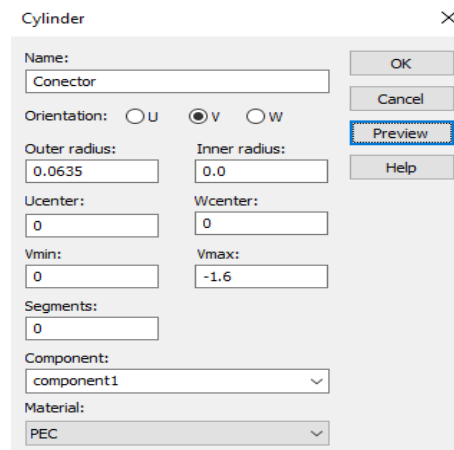 Cylinder
Name:
Conector
OK
Cancel
Preview
Help
Orientation: U V W
Outer radius: Inner radius:
0.0635 0.0
Ucenter: Wcenter:
0 0
Vmin: Vmax:
0 -1.6
Segments:
0
Component:
component1
Material:
PEC